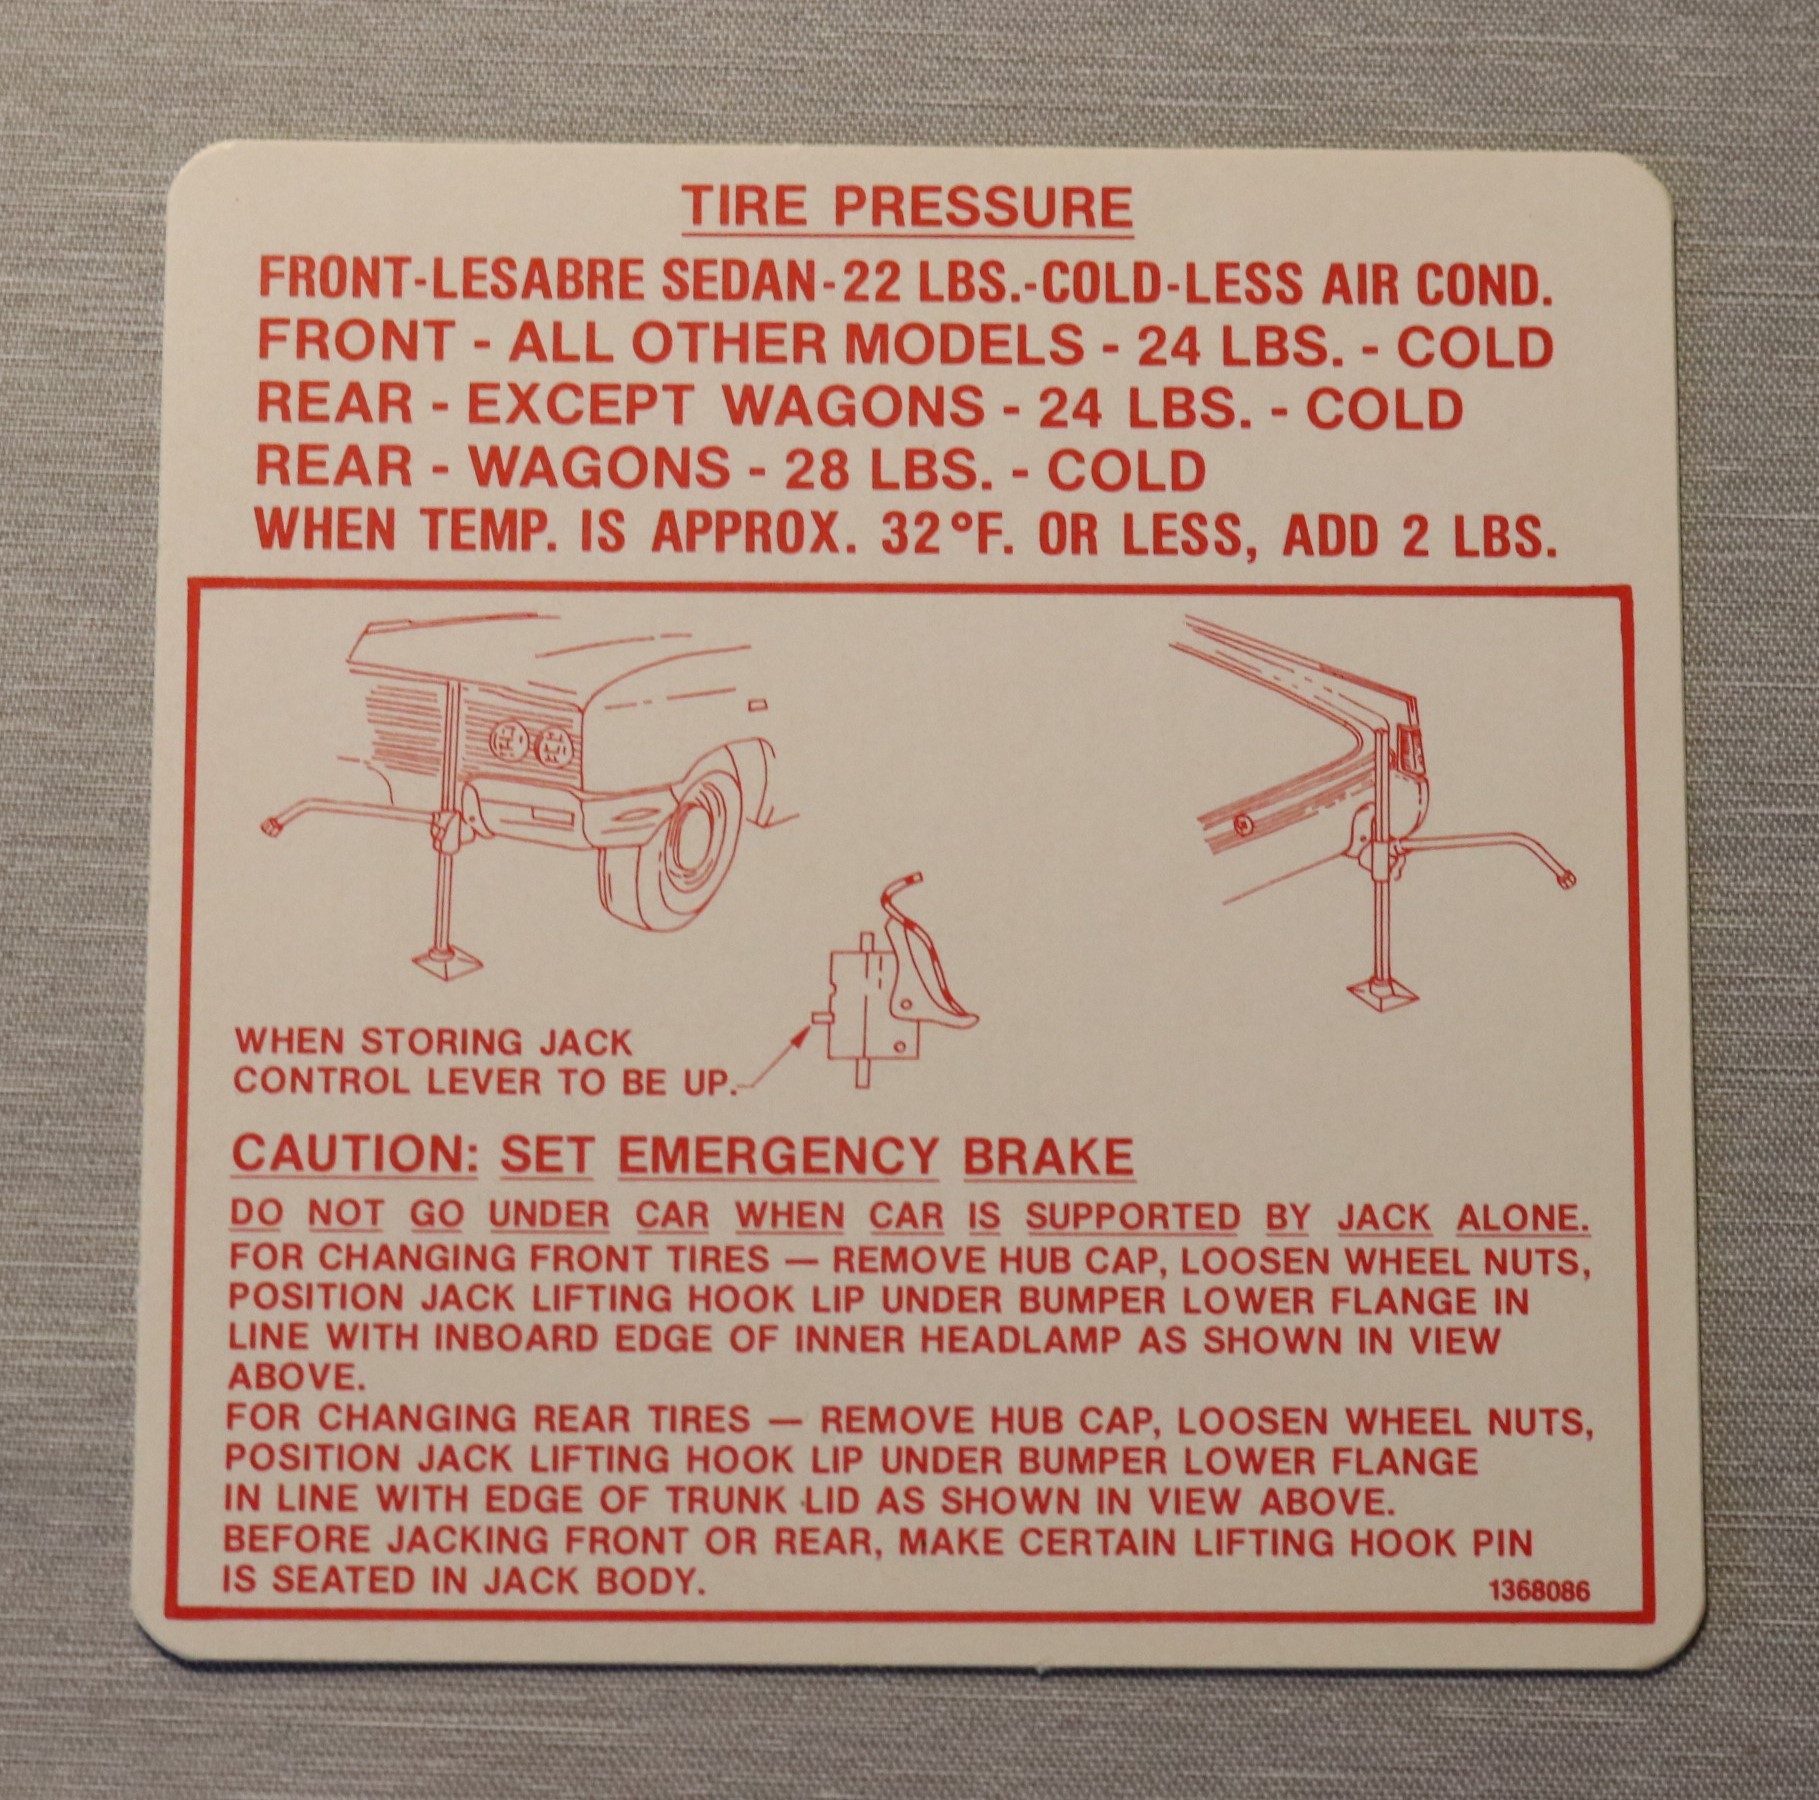 TIRE PRESSURE
FRONT-LESABRE SEDAN-22 LBS.-COLD-LESS AIR COND.
FRONT - ALL OTHER MODELS - 24 LBS. - COLD
REAR - EXCEPT WAGONS - 24 LBS. - COLD
REAR - WAGONS - 28 LBS. - COLD
WHEN TEMP. IS APPROX. 32°F. OR LESS, ADD 2 LBS.
WHEN STORING JACK
CONTROL LEVER TO BE UP.
CAUTION: SET EMERGENCY BRAKE
DO NOT GO UNDER CAR WHEN CAR IS SUPPORTED BY JACK ALONE.
FOR CHANGING FRONT TIRES — REMOVE HUB CAP, LOOSEN WHEEL NUTS,
POSITION JACK LIFTING HOOK LIP UNDER BUMPER LOWER FLANGE IN
LINE WITH INBOARD EDGE OF INNER HEADLAMP AS SHOWN IN VIEW
ABOVE.
FOR CHANGING REAR TIRES — REMOVE HUB CAP, LOOSEN WHEEL NUTS,
POSITION JACK LIFTING HOOK LIP UNDER BUMPER LOWER FLANGE
IN LINE WITH EDGE OF TRUNK LID AS SHOWN IN VIEW ABOVE.
BEFORE JACKING FRONT OR REAR, MAKE CERTAIN LIFTING HOOK PIN
IS SEATED IN JACK BODY.
1368086